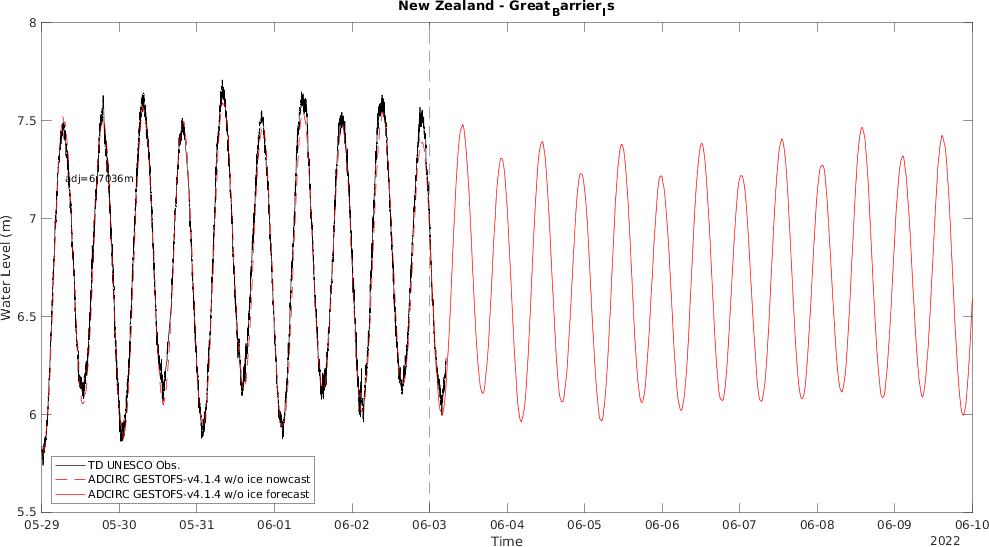 New Zealand - Great_Barrier_Is
8
7.5
7
6.5
6
5.5
Water Level (m)
adj=6.7036m
TD UNESCO Obs.
ADCIRC GESTOFS-v4.1.4 w/o ice nowcast
ADCIRC GESTOFS-v4.1.4 w/o ice forecast
05-29 05-30 05-31 06-01 06-02 06-03 06-04 06-05 06-06 06-07 06-08 06-09 06-10
Time
2022